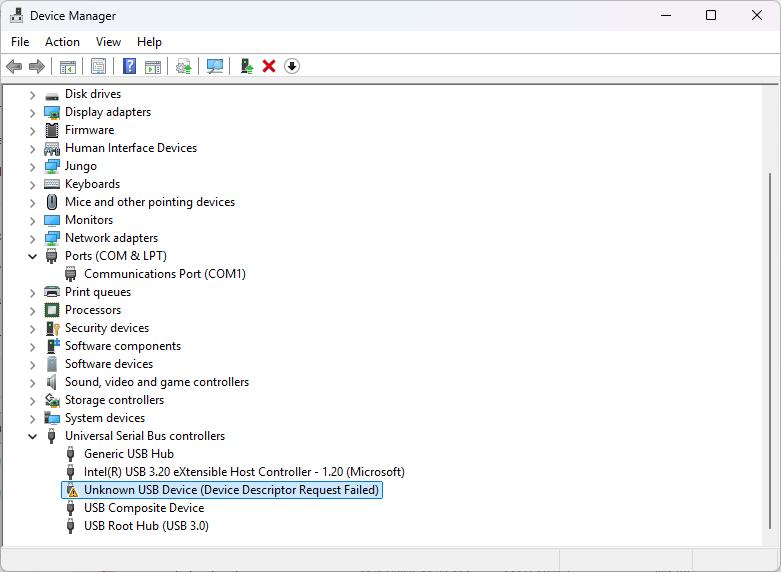 Device Manager
File Action View Help
Disk drives
Display adapters
Firmware
Human Interface Devices
Jungo
Keyboards
Mice and other pointing devices
Monitors
Network adapters
Ports (COM & LPT)
Communications Port (COM1)
Print queues
Processors
Security devices
Software components
Software devices
Sound, video and game controllers
Storage controllers
System devices
Universal Serial Bus controllers
Generic USB Hub
Intel(R) USB 3.20 eXtensible Host Controller - 1.20 (Microsoft)
Unknown USB Device (Device Descriptor Request Failed)
USB Composite Device
USB Root Hub (USB 3.0)